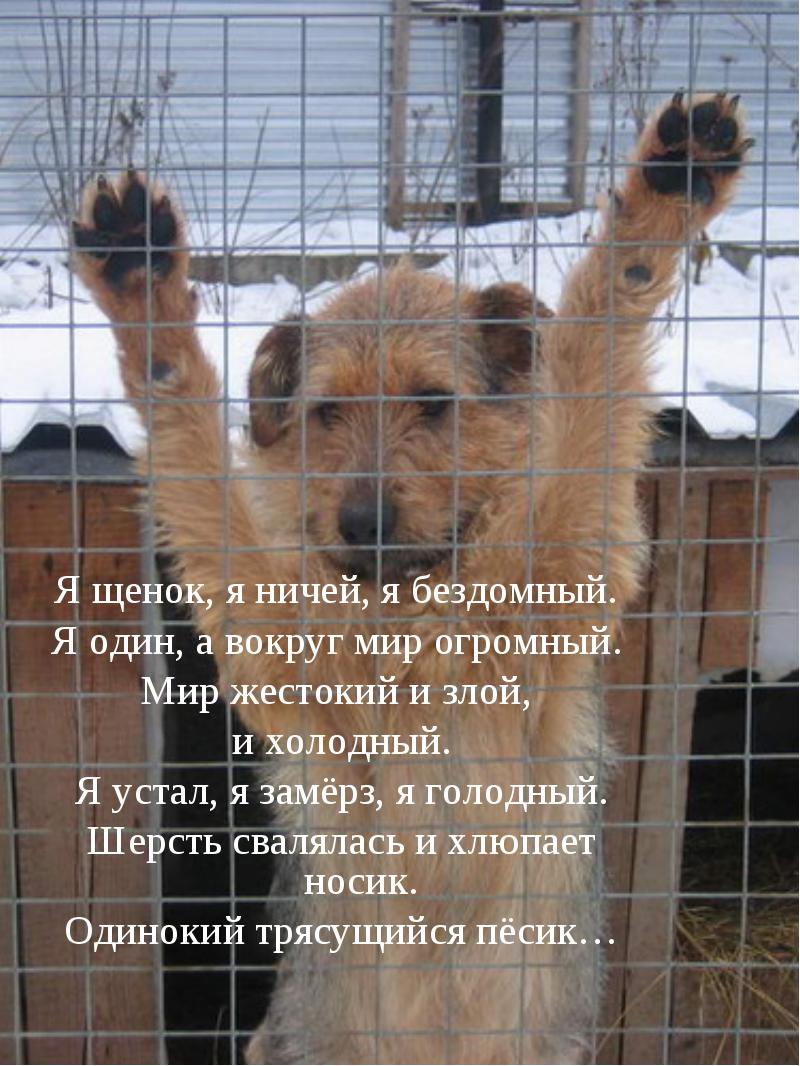 Я щенок, я ничей, я бездомный.
Я один, а вокруг мир огромный.
Мир жестокий и злой,
и холодный.
Я устал, я замёрз, я голодный.
Шерсть свалялась и хлюпает
носик.
Одинокий трясущийся пёсик…